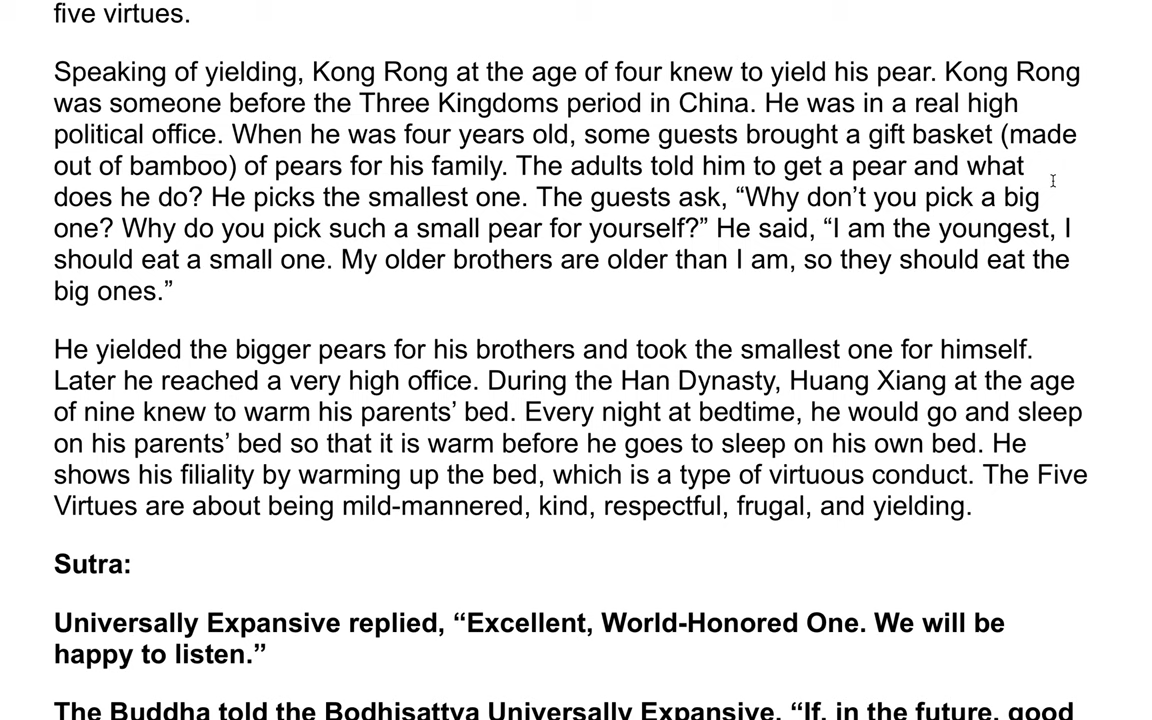 five virtues.
Speaking of yielding, Kong Rong at the age of four knew to yield his pear. Kong Rong
was someone before the Three Kingdoms period in China. He was in a real high
political office. When he was four years old, some guests brought a gift basket (made
out of bamboo) of pears for his family. The adults told him to get a pear and what
does he do? He picks the smallest one. The guests ask, “Why don’t you pick a big
one? Why do you pick such a small pear for yourself?” He said, “I am the youngest, I
should eat a small one. My older brothers are older than I am, so they should eat the
big ones.”
He yielded the bigger pears for his brothers and took the smallest one for himself.
Later he reached a very high office. During the Han Dynasty, Huang Xiang at the age
of nine knew to warm his parents’ bed. Every night at bedtime, he would go and sleep
on his parents’ bed so that it is warm before he goes to sleep on his own bed. He
shows his filiality by warming up the bed, which is a type of virtuous conduct. The Five
Virtues are about being mild-mannered, kind, respectful, frugal, and yielding.
Sutra:
Universally Expansive replied, “Excellent, World-Honored One. We will be
happy to listen.”
The Buddha told the Bodhisattva Universally Expansive, “If, in the future, good